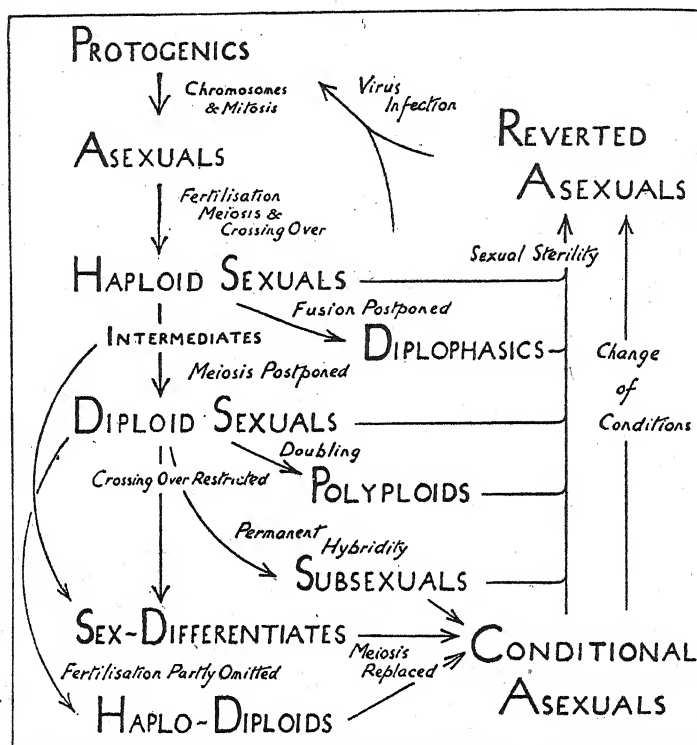 PROTOGENICS
Chromosomes
& Mitosis
Virus
Infection
REVERTED
ASEXUALS
ASEXUALS
Fertilisation
Meiosis &
Crossing Over
Sexual Sterility
HAPLOID SEXUALS
Fusion Postponed
INTERMEDIATES
DIPLOPHASICS
Change
of
Conditions
Meiosis Postponed
DIPLOID SEXUALS
Doubling
Crossing Over Restricted
POLYPLOIDS
Permanent
Hybridity
SUBSEXUALS
SEX-DIFFERENTIATES
Meiosis
Replaced
CONDITIONAL
ASEXUALS
Fertilisation Partly Omitted
HAPLO-DIPLOIDS